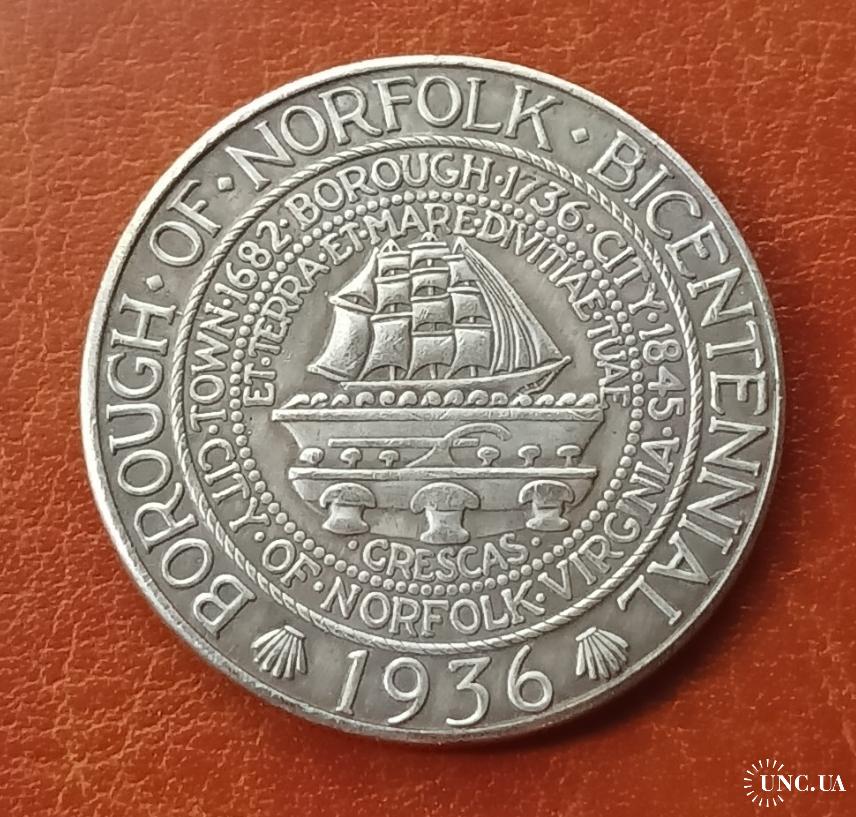 BOROUGH · OF · NORFOLK · BICENTENNIAL
1936
· TOWN · 1682 · BOROUGH · 1736 · CITY · 1845 ·
CITY · OF · NORFOLK · VIRGINIA
ET · TERRA · ET · MARE · DIVITIAE · TUAE
· CRESCAS ·
UNC.UA